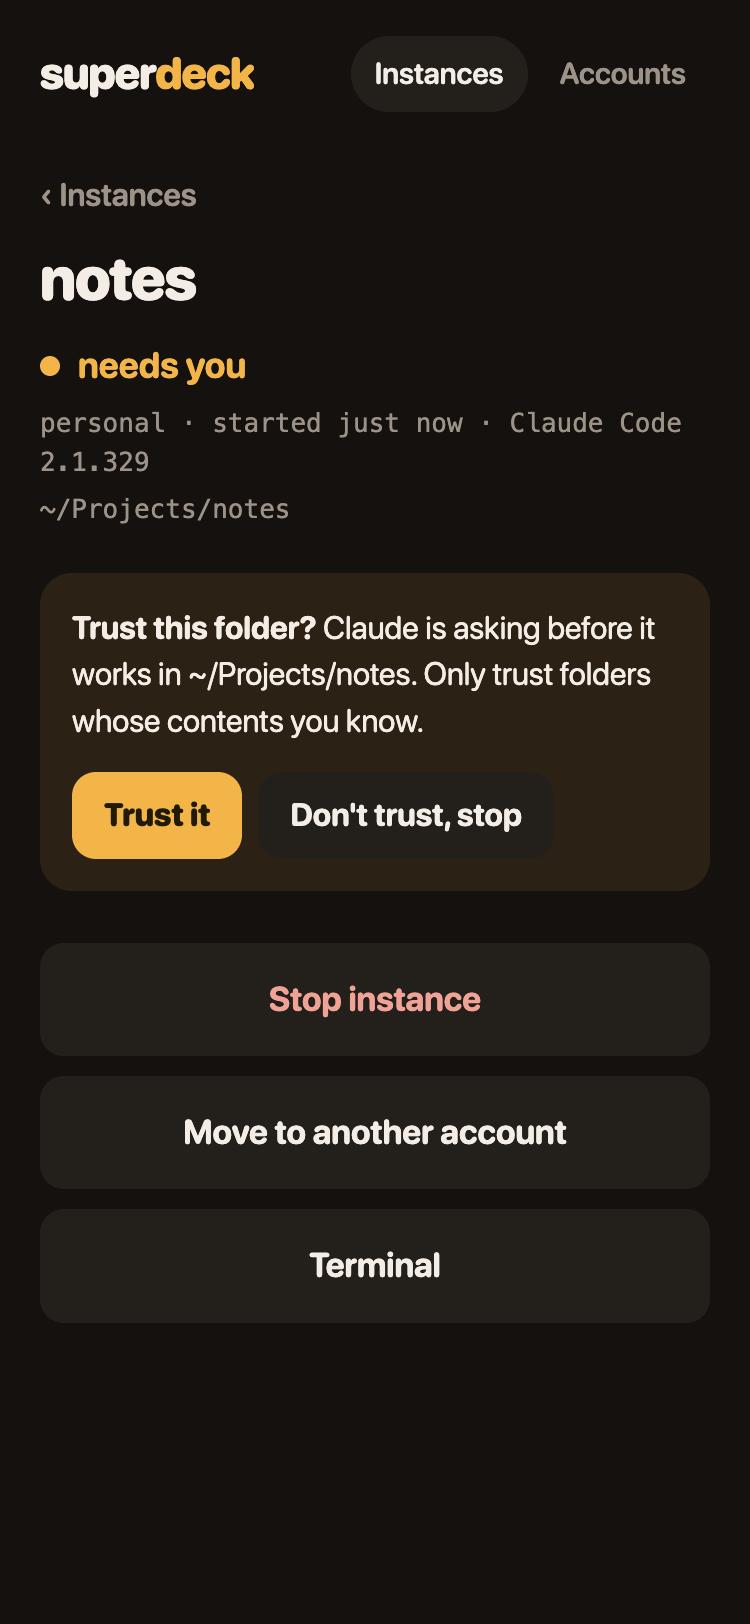 superdeck
Instances
Accounts
‹ Instances
notes
needs you
personal · started just now · Claude Code
2.1.329
~/Projects/notes
Trust this folder? Claude is asking before it
works in ~/Projects/notes. Only trust folders
whose contents you know.
Trust it
Don't trust, stop
Stop instance
Move to another account
Terminal